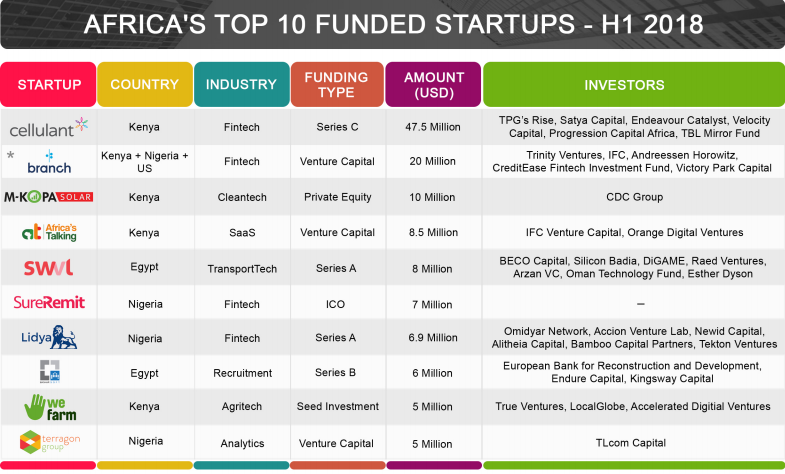 AFRICA'S TOP 10 FUNDED STARTUPS - H1 2018
STARTUP
COUNTRY
INDUSTRY
FUNDING
TYPE
AMOUNT
(USD)
INVESTORS
cellulant
Kenya
Fintech
Series C
47.5 Million
TPG's Rise, Satya Capital, Endeavour Catalyst, Velocity
Capital, Progression Capital Africa, TBL Mirror Fund
*
branch
Kenya + Nigeria +
US
Fintech
Venture Capital
20 Million
Trinity Ventures, IFC, Andreessen Horowitz,
CreditEase Fintech Investment Fund, Victory Park Capital
M-KOPA SOLAR
Kenya
Cleantech
Private Equity
10 Million
CDC Group
at Africa's
Talking
Kenya
SaaS
Venture Capital
8.5 Million
IFC Venture Capital, Orange Digital Ventures
SWVL
Egypt
TransportTech
Series A
8 Million
BECO Capital, Silicon Badia, DiGAME, Raed Ventures,
Arzan VC, Oman Technology Fund, Esther Dyson
SureRemit
Nigeria
Fintech
ICO
7 Million
–
Lidya
Nigeria
Fintech
Series A
6.9 Million
Omidyar Network, Accion Venture Lab, Newid Capital,
Alitheia Capital, Bamboo Capital Partners, Tekton Ventures
Egypt
Recruitment
Series B
6 Million
European Bank for Reconstruction and Development,
Endure Capital, Kingsway Capital
we
farm
Kenya
Agritech
Seed Investment
5 Million
True Ventures, LocalGlobe, Accelerated Digitial Ventures
terragon
group
Nigeria
Analytics
Venture Capital
5 Million
TLcom Capital